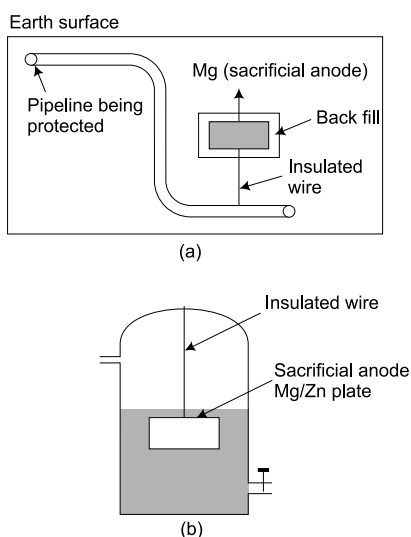 Earth surface
Mg (sacrificial anode)
Pipeline being
protected
Back fill
Insulated
wire
(a)
Insulated wire
Sacrificial anode
Mg/Zn plate
(b)